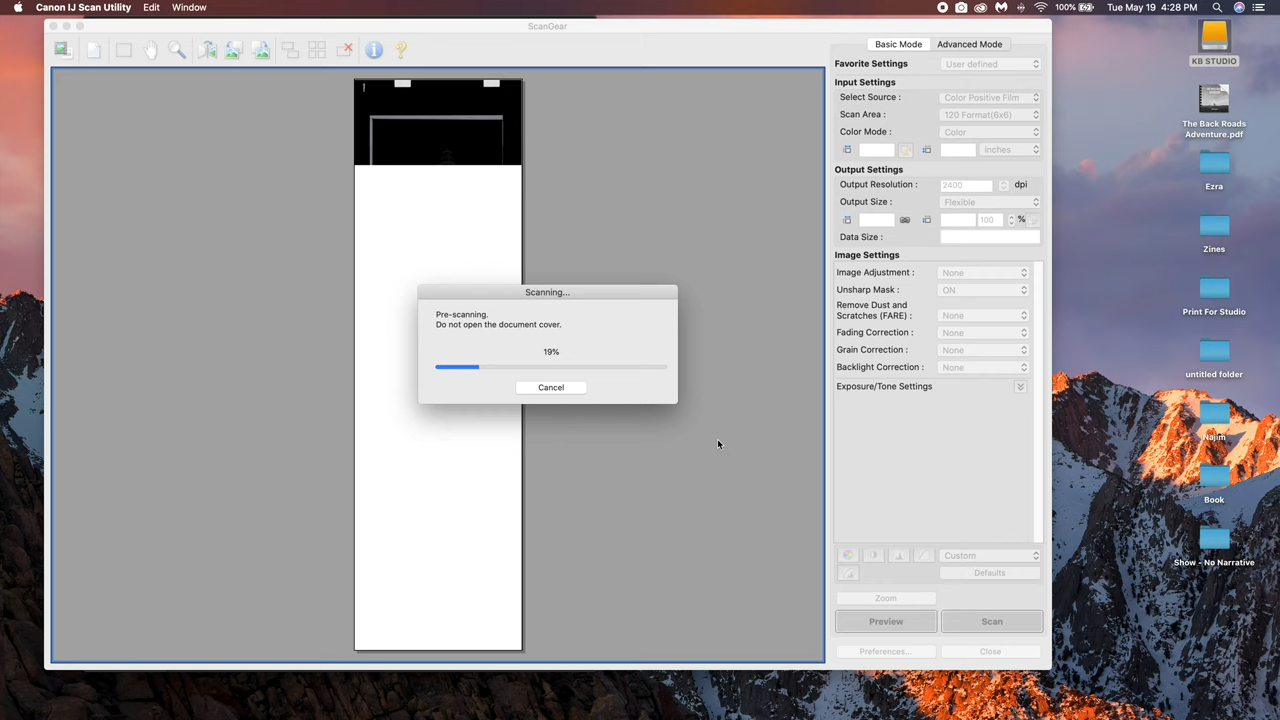 Canon IJ Scan Utility Edit Window
100% Tue May 19 4:28 PM
ScanGear
Basic Mode Advanced Mode
Favorite Settings User defined
Input Settings
Select Source : Color Positive Film
Scan Area : 120 Format(6x6)
Color Mode : Color
inches
Output Settings
Output Resolution : 2400 dpi
Output Size : Flexible
100 %
Data Size :
Image Settings
Image Adjustment : None
Unsharp Mask : ON
Remove Dust and
Scratches (FARE) : None
Fading Correction : None
Grain Correction : None
Backlight Correction : None
Exposure/Tone Settings
Custom
Defaults
Zoom
Preview Scan
Preferences... Close
Scanning...
Pre-scanning.
Do not open the document cover.
19%
Cancel
KB STUDIO
The Back Roads
Adventure.pdf
Ezra
Zines
Print For Studio
untitled folder
Najim
Book
Show - No Narrative